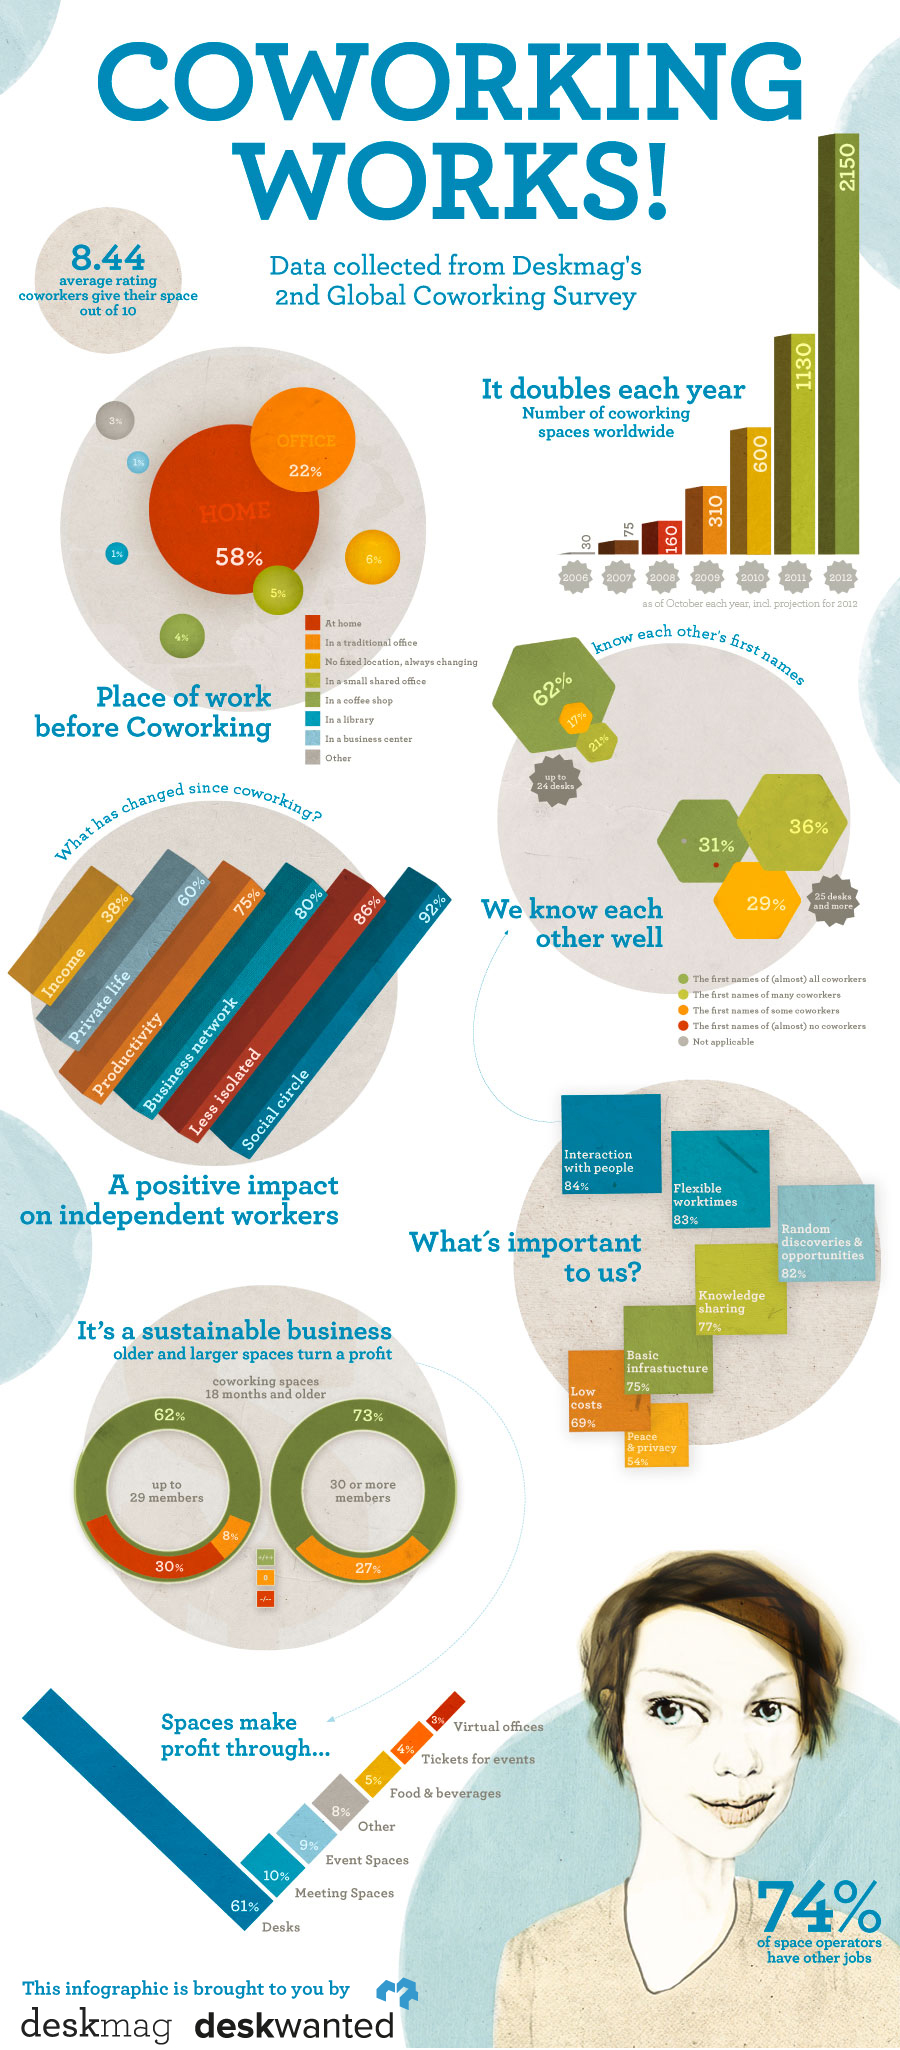 COWORKING
WORKS!
8.44
average rating
coworkers give their space
out of 10
Data collected from Deskmag's
2nd Global Coworking Survey
It doubles each year
Number of coworking
spaces worldwide
30
75
160
310
600
1130
2150
2006
2007
2008
2009
2010
2011
2012
as of October each year, incl. projection for 2012
3%
1%
OFFICE
22%
HOME
58%
1%
6%
5%
4%
At home
In a traditional office
No fixed location, always changing
In a small shared office
In a coffee shop
In a library
In a business center
Other
Place of work
before Coworking
know each other's first names
62%
17%
21%
up to
24 desks
31%
36%
29%
25 desks
and more
We know each
other well
The first names of (almost) all coworkers
The first names of many coworkers
The first names of some coworkers
The first names of (almost) no coworkers
Not applicable
What has changed since coworking?
Income
38%
Private life
60%
Productivity
75%
Business network
80%
Less isolated
86%
Social circle
92%
A positive impact
on independent workers
What´s important
to us?
Interaction
with people
84%
Flexible
worktimes
83%
Random
discoveries &
opportunities
82%
Knowledge
sharing
77%
Basic
infrastucture
75%
Low
costs
69%
Peace
& privacy
54%
It's a sustainable business
older and larger spaces turn a profit
coworking spaces
18 months and older
62%
up to
29 members
8%
30%
73%
30 or more
members
27%
+/++
0
-/--
Spaces make
profit through...
3%
Virtual offices
4%
Tickets for events
5%
Food & beverages
8%
Other
9%
Event Spaces
10%
Meeting Spaces
61%
Desks
74%
of space operators
have other jobs
This infographic is brought to you by
deskmag deskwanted